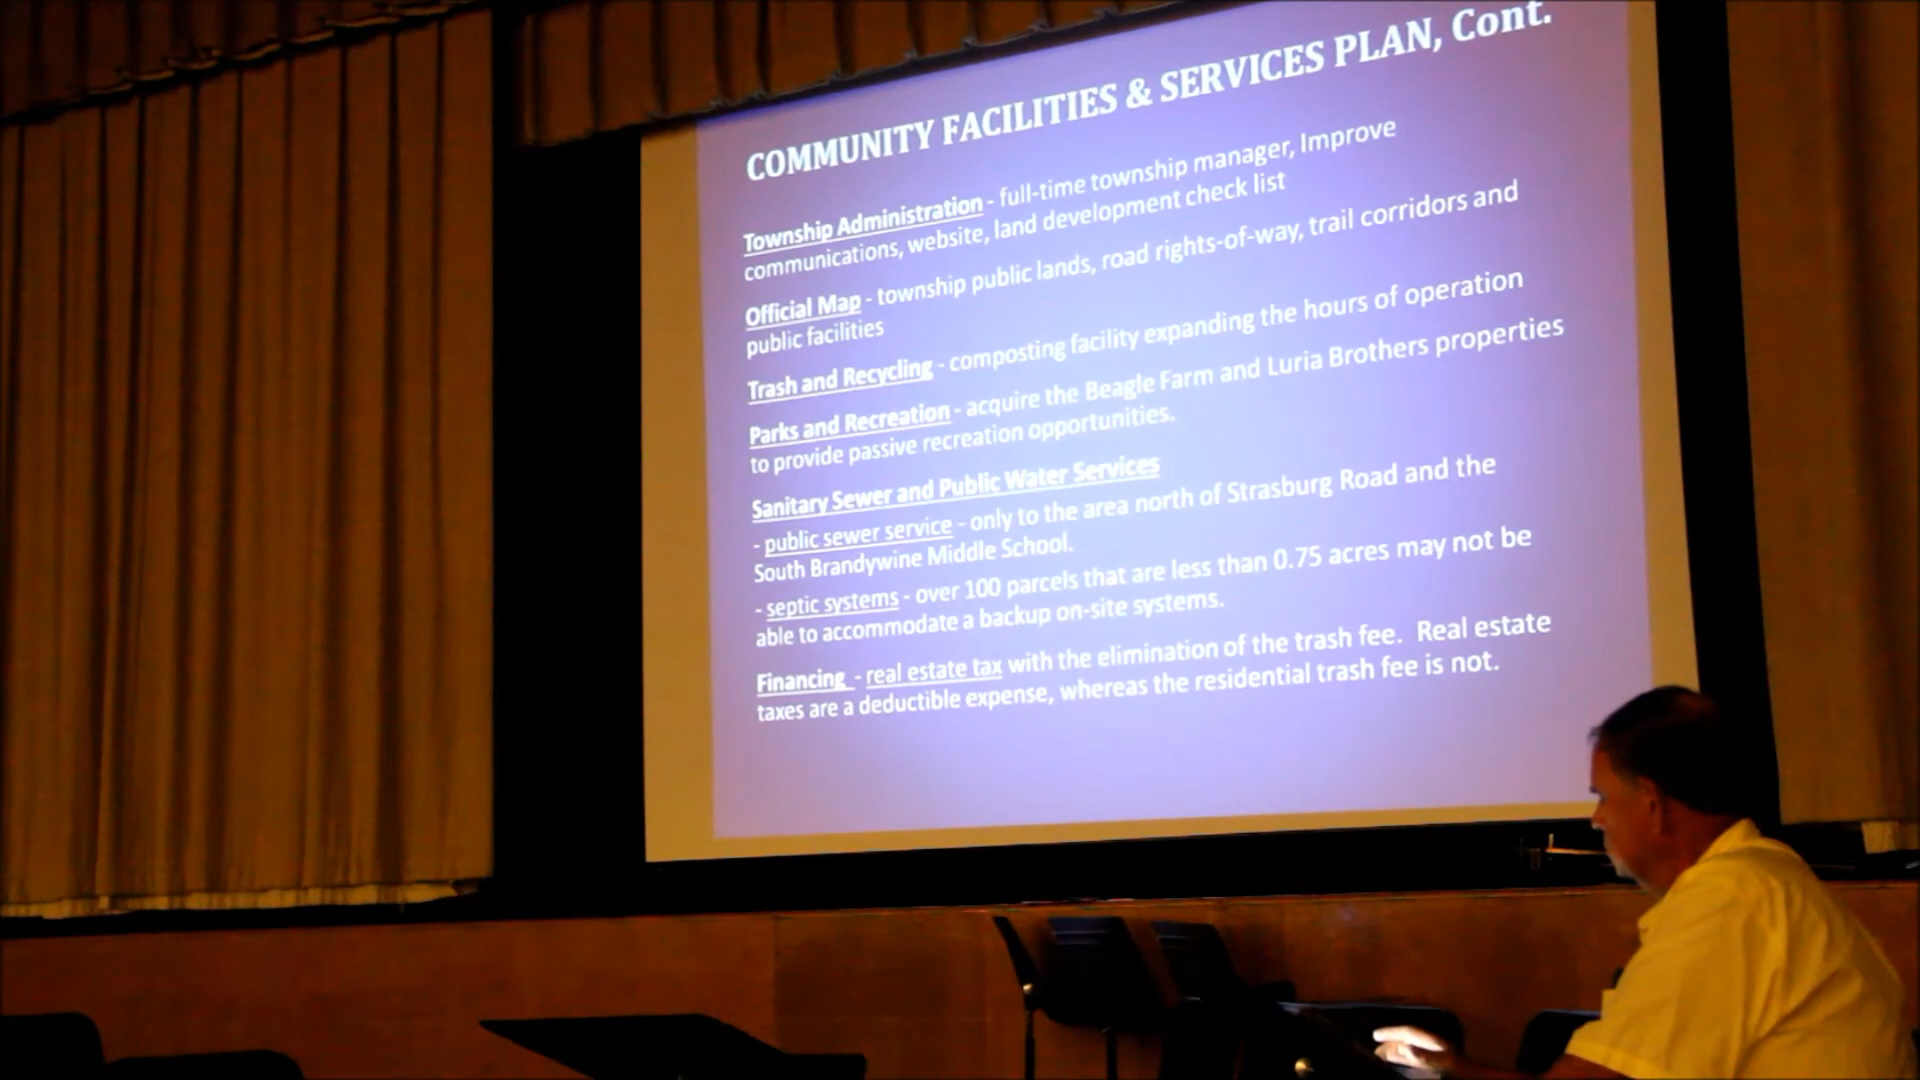 COMMUNITY FACILITIES & SERVICES PLAN, Cont.
Township Administration - full-time township manager, Improve
communications, website, land development check list
Official Map - township public lands, road rights-of-way, trail corridors and
public facilities
Trash and Recycling - composting facility expanding the hours of operation
Parks and Recreation - acquire the Beagle Farm and Luria Brothers properties
to provide passive recreation opportunities.
Sanitary Sewer and Public Water Services
- public sewer service - only to the area north of Strasburg Road and the
South Brandywine Middle School.
- septic systems - over 100 parcels that are less than 0.75 acres may not be
able to accommodate a backup on-site systems.
Financing - real estate tax with the elimination of the trash fee. Real estate
taxes are a deductible expense, whereas the residential trash fee is not.